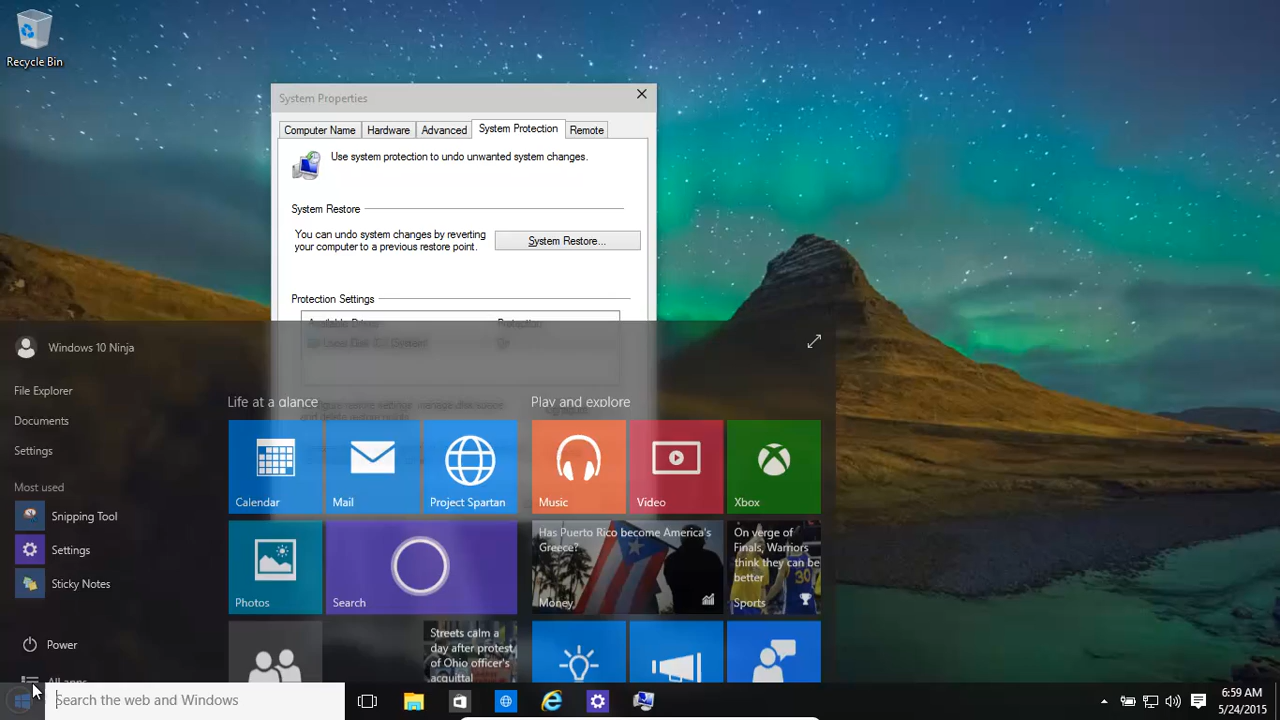 Recycle Bin
System Properties
Computer Name
Hardware
Advanced
System Protection
Remote
Use system protection to undo unwanted system changes.
System Restore
You can undo system changes by reverting
your computer to a previous restore point.
System Restore...
Protection Settings
Available Drives
Protection
Local Disk (C:) (System)
Windows 10 Ninja
File Explorer
Documents
Settings
Most used
Snipping Tool
Settings
Sticky Notes
Power
All apps
Life at a glance
Calendar
Mail
Project Spartan
Photos
Search
Streets calm a
day after protest
of Ohio officer's
acquittal
Play and explore
Music
Video
Xbox
Has Puerto Rico become America's
Greece?
Money
On verge of
Finals, Warriors
think they can be
better
30
Sports
Search the web and Windows
6:59 AM
5/24/2015